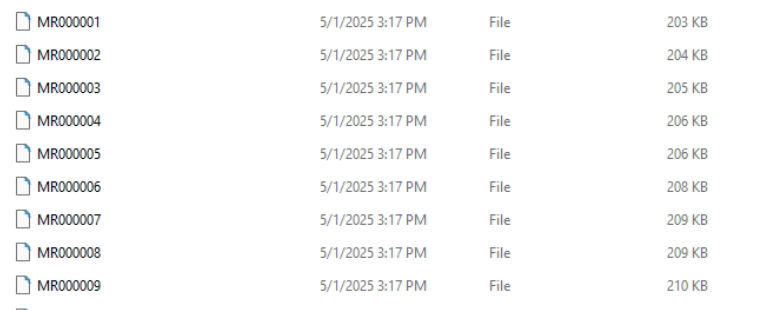 MR000001 5/1/2025 3:17 PM File 203 KB
MR000002 5/1/2025 3:17 PM File 204 KB
MR000003 5/1/2025 3:17 PM File 205 KB
MR000004 5/1/2025 3:17 PM File 206 KB
MR000005 5/1/2025 3:17 PM File 206 KB
MR000006 5/1/2025 3:17 PM File 208 KB
MR000007 5/1/2025 3:17 PM File 209 KB
MR000008 5/1/2025 3:17 PM File 209 KB
MR000009 5/1/2025 3:17 PM File 210 KB